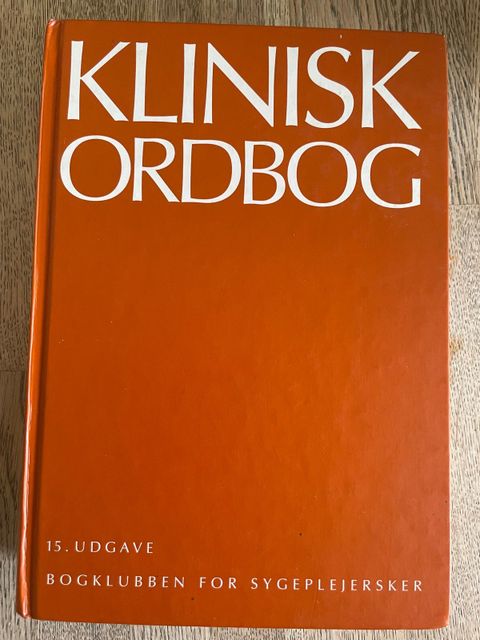 KLINISK
ORDBOG
15. UDGAVE
BOGKLUBBEN FOR SYGEPLEJERSKER